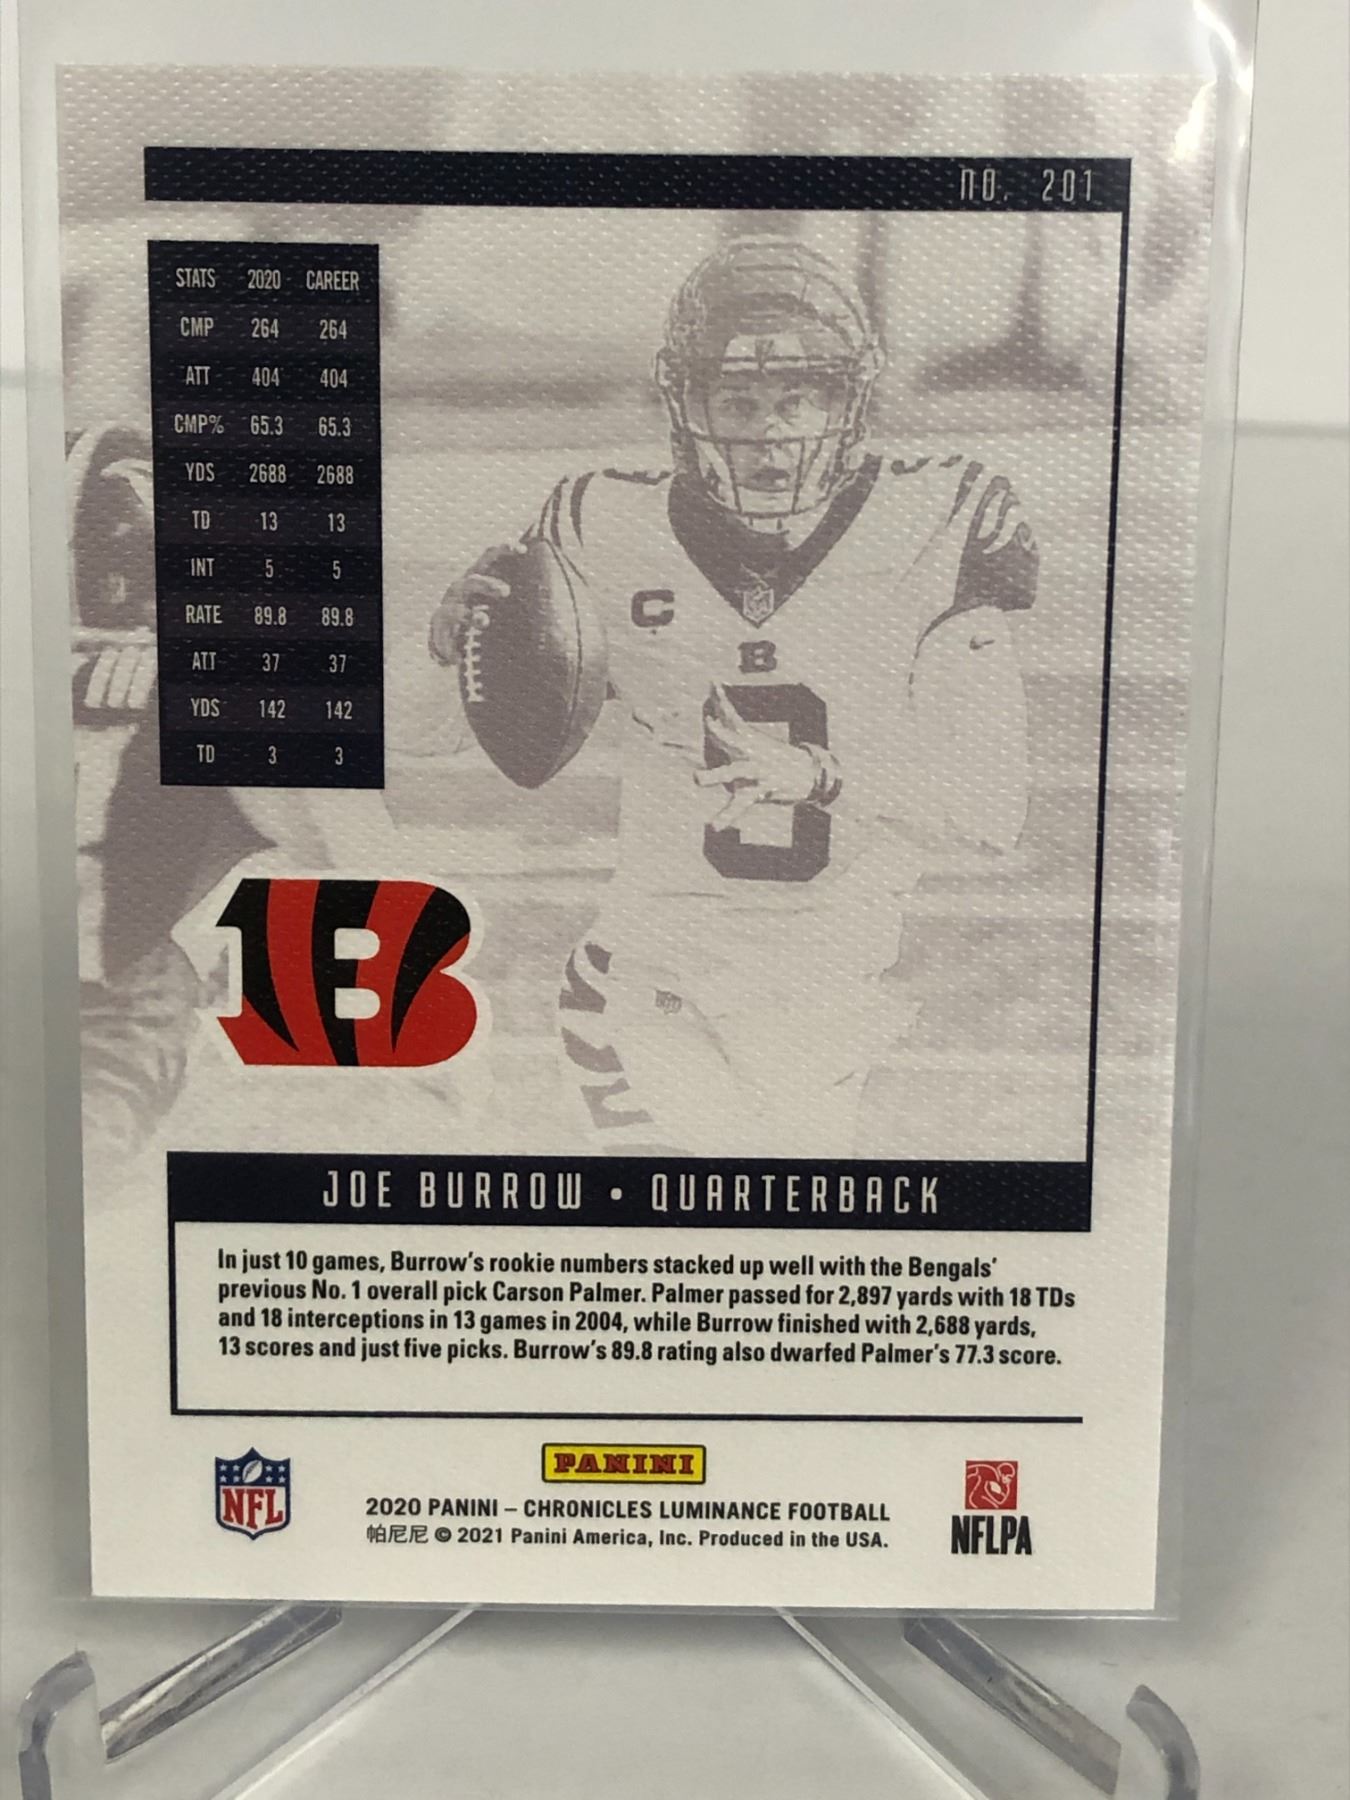 no. 201
STATS 2020 CAREER
CMP 264 264
ATT 404 404
CMP% 65.3 65.3
YDS 2688 2688
TD 13 13
INT 5 5
RATE 89.8 89.8
ATT 37 37
YDS 142 142
TD 3 3
C
NFL
B
B
JOE BURROW • QUARTERBACK
In just 10 games, Burrow's rookie numbers stacked up well with the Bengals'
previous No. 1 overall pick Carson Palmer. Palmer passed for 2,897 yards with 18 TDs
and 18 interceptions in 13 games in 2004, while Burrow finished with 2,688 yards,
13 scores and just five picks. Burrow's 89.8 rating also dwarfed Palmer's 77.3 score.
PANINI
NFL
2020 PANINI – CHRONICLES LUMINANCE FOOTBALL
帕尼尼 © 2021 Panini America, Inc. Produced in the USA.
NFLPA